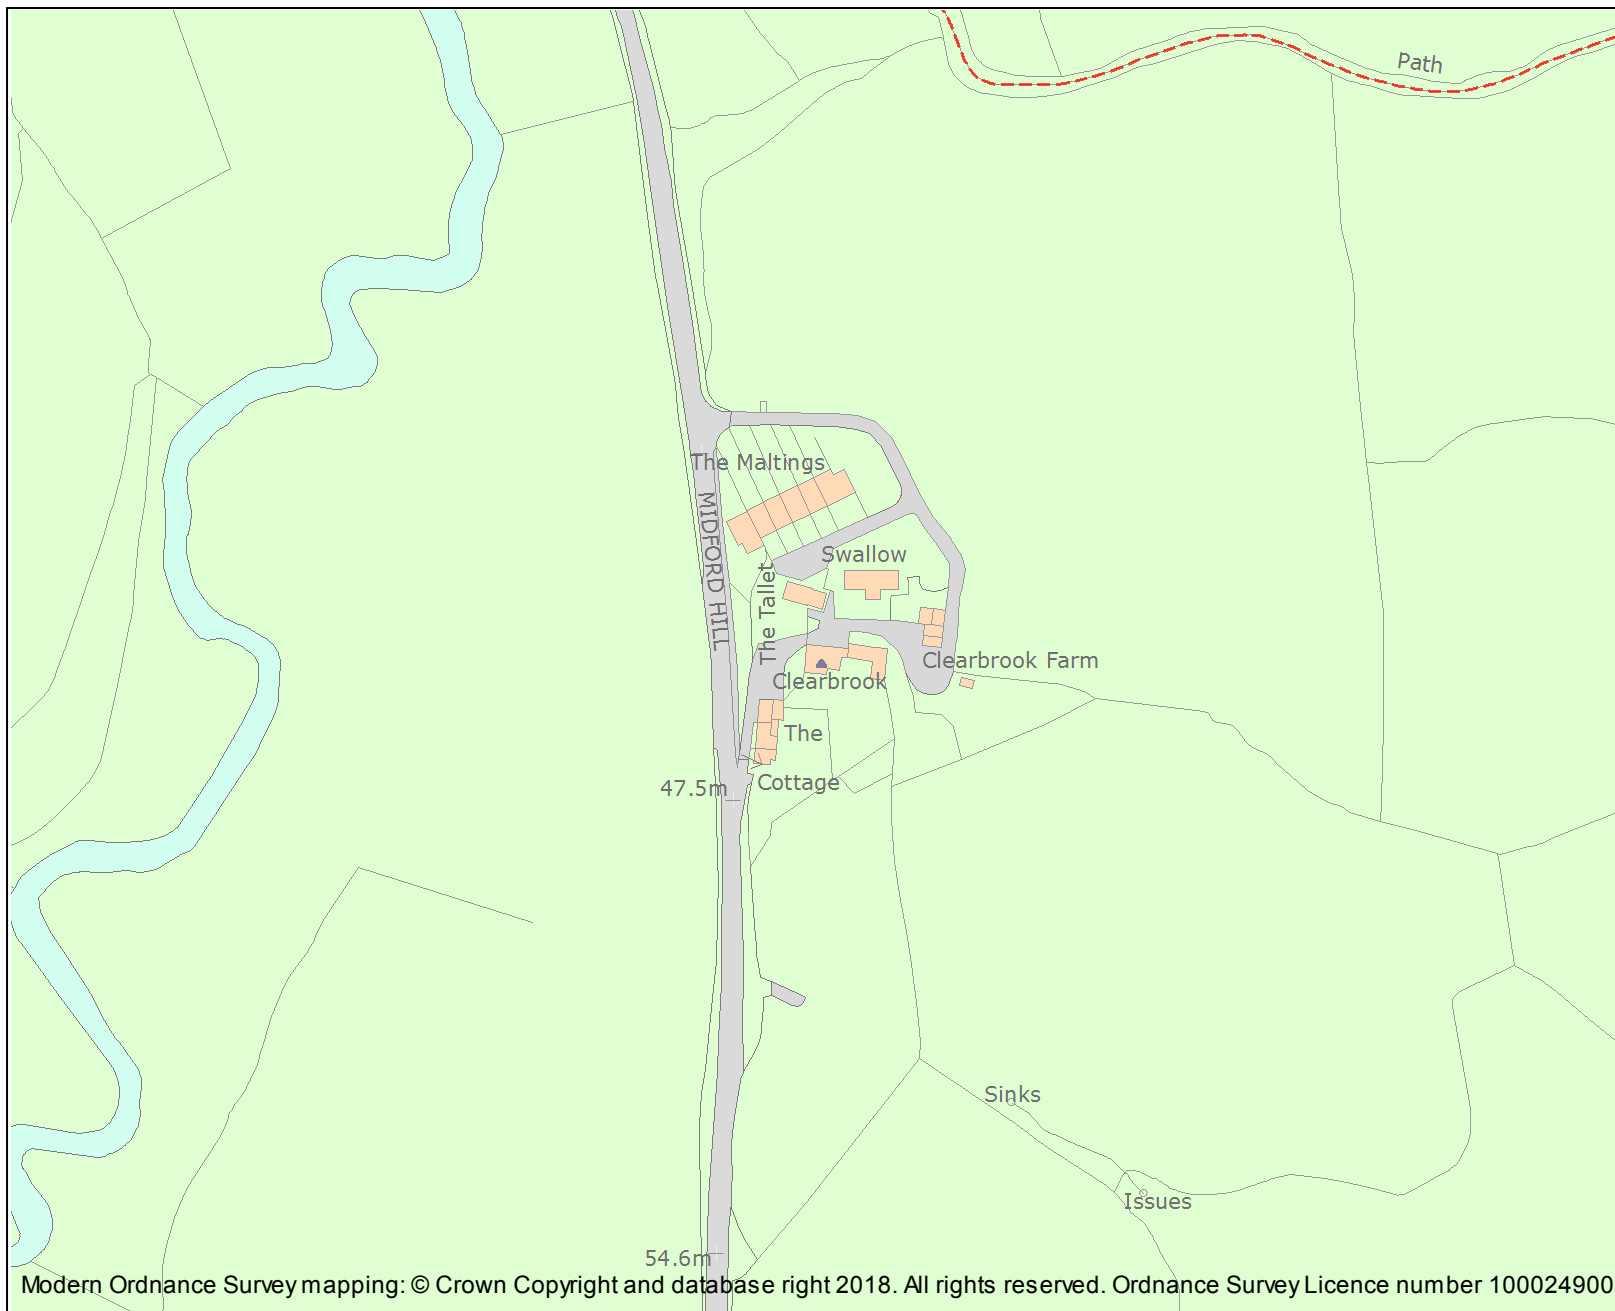 Path
The Maltings
MIDFORD HILL
Swallow
The Tallet
Clearbrook Farm
Clearbrook
The
Cottage
47.5m
Sinks
Issues
54.6m
Modern Ordnance Survey mapping: © Crown Copyright and database right 2018. All rights reserved. Ordnance Survey Licence number 100024900